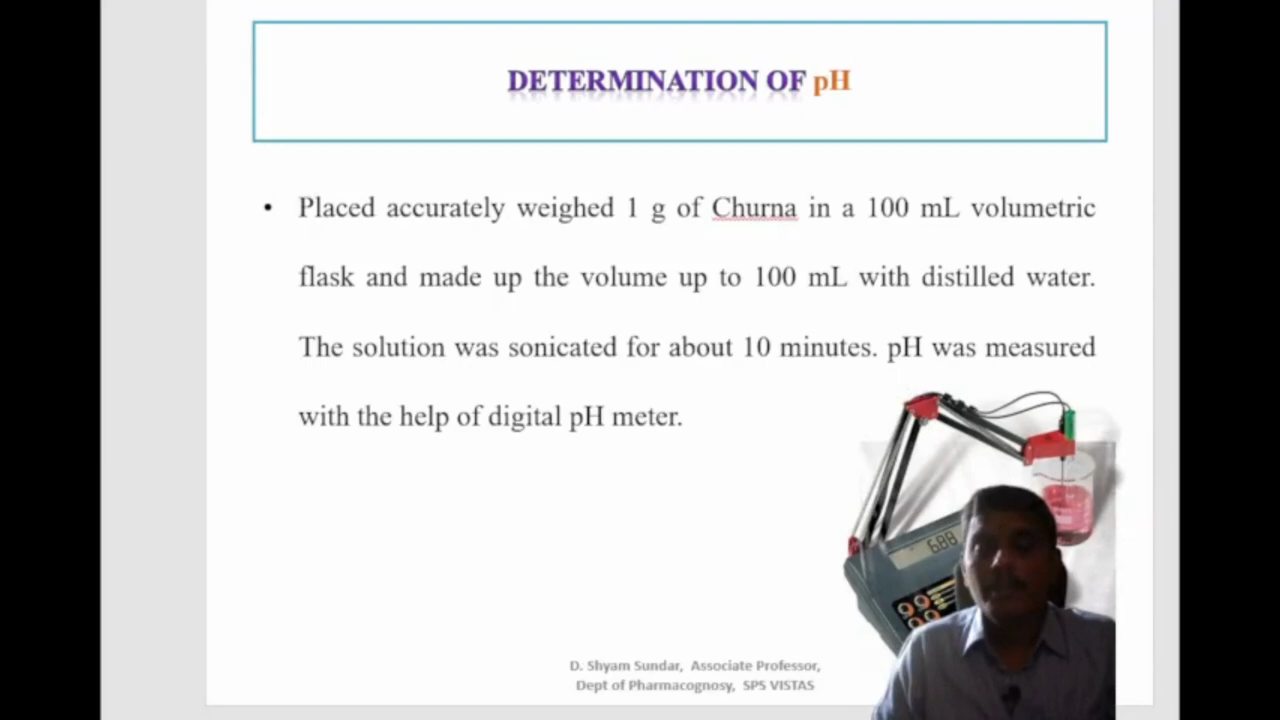 DETERMINATION OF pH
• Placed accurately weighed 1 g of Churna in a 100 mL volumetric
flask and made up the volume up to 100 mL with distilled water.
The solution was sonicated for about 10 minutes. pH was measured
with the help of digital pH meter.
688
D. Shyam Sundar, Associate Professor,
Dept of Pharmacognosy, SPS VISTAS